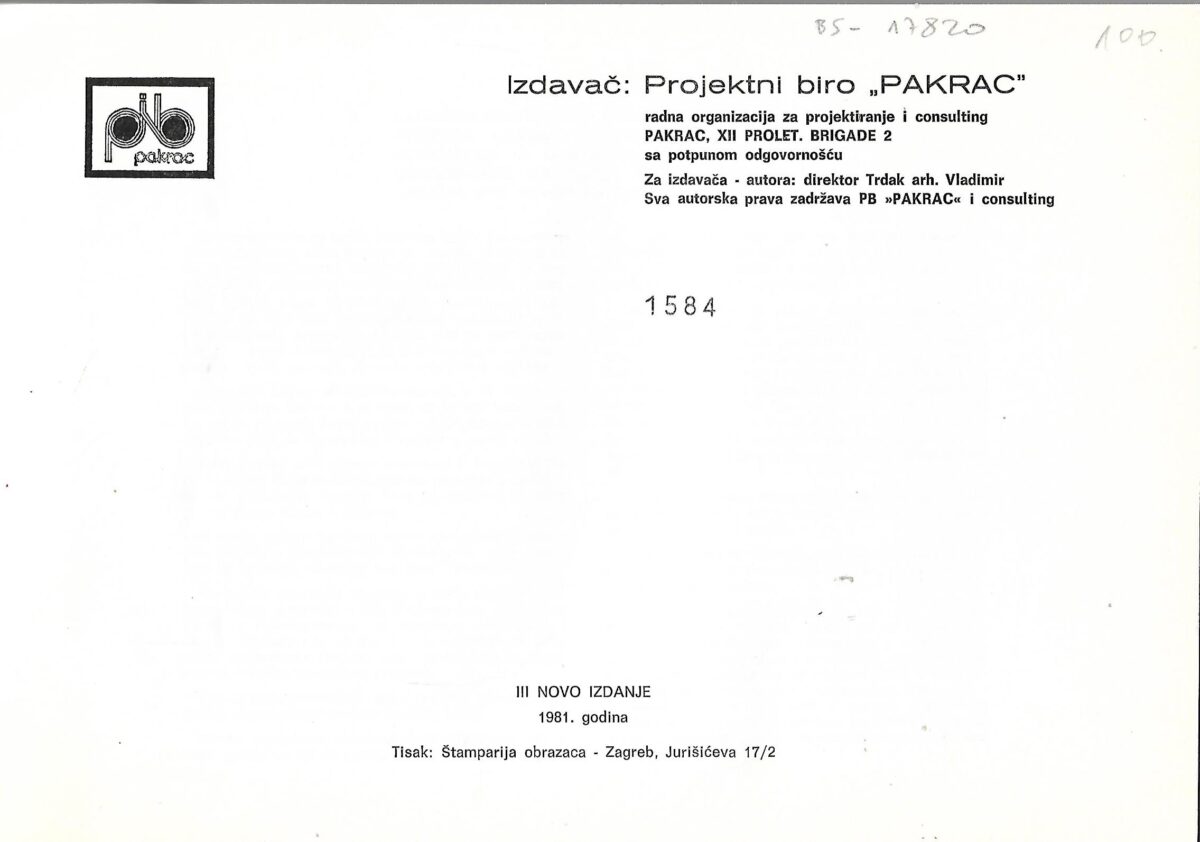 BS- 17820
100.
pb
pakrac
Izdavač: Projektni biro „PAKRAC”
radna organizacija za projektiranje i consulting
PAKRAC, XII PROLET. BRIGADE 2
sa potpunom odgovornošću
Za izdavača - autora: direktor Trdak arh. Vladimir
Sva autorska prava zadržava PB »PAKRAC« i consulting
1584
III NOVO IZDANJE
1981. godina
Tisak: Štamparija obrazaca - Zagreb, Jurišićeva 17/2